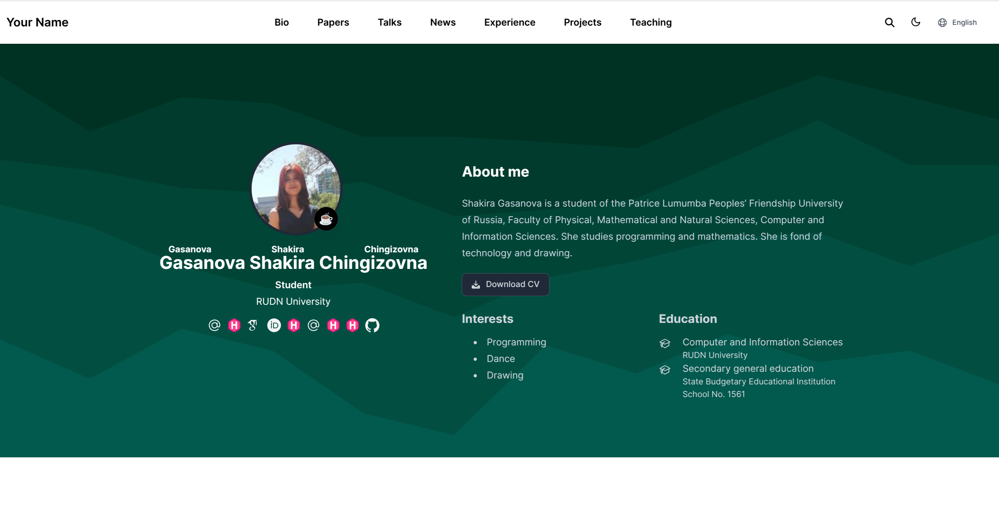 Your Name
Bio Papers Talks News Experience Projects Teaching
English
Gasanova Shakira Chingizovna
Gasanova Shakira Chingizovna
Student
RUDN University
H iD H H H
About me
Shakira Gasanova is a student of the Patrice Lumumba Peoples’ Friendship University
of Russia, Faculty of Physical, Mathematical and Natural Sciences, Computer and
Information Sciences. She studies programming and mathematics. She is fond of
technology and drawing.
Download CV
Interests
• Programming
• Dance
• Drawing
Education
Computer and Information Sciences
RUDN University
Secondary general education
State Budgetary Educational Institution
School No. 1561